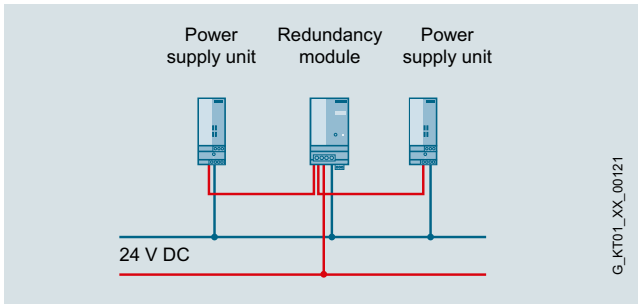 Power
supply unit
Redundancy
module
Power
supply unit
24 V DC
G_KT01_XX_00121